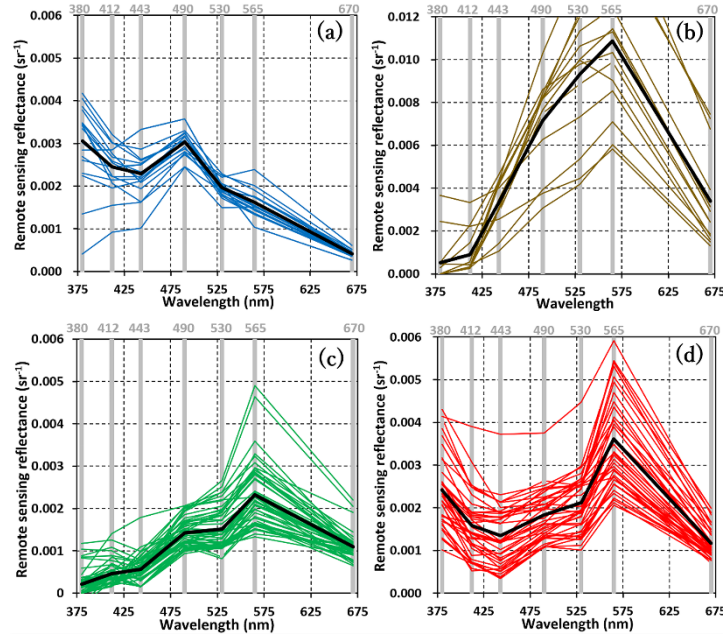 380 412 443 490 530 565 670
(a)
0.006
0.005
0.004
0.003
0.002
0.001
0.000
Remote sensing reflectance (sr⁻¹)
375 425 475 525 575 625 675
Wavelength (nm)
380 412 443 490 530 565 670
(b)
0.012
0.010
0.008
0.006
0.004
0.002
0.000
Remote sensing reflectance (sr⁻¹)
375 425 475 525 575 625 675
Wavelength
380 412 443 490 530 565 670
(c)
0.006
0.005
0.004
0.003
0.002
0.001
0
Remote sensing reflectance (sr⁻¹)
375 425 475 525 575 625 675
Wavelength (nm)
380 412 443 490 530 565 670
(d)
0.006
0.005
0.004
0.003
0.002
0.001
0.000
Remote sensing reflectance (sr⁻¹)
375 425 475 525 575 625 675
Wavelength (nm)